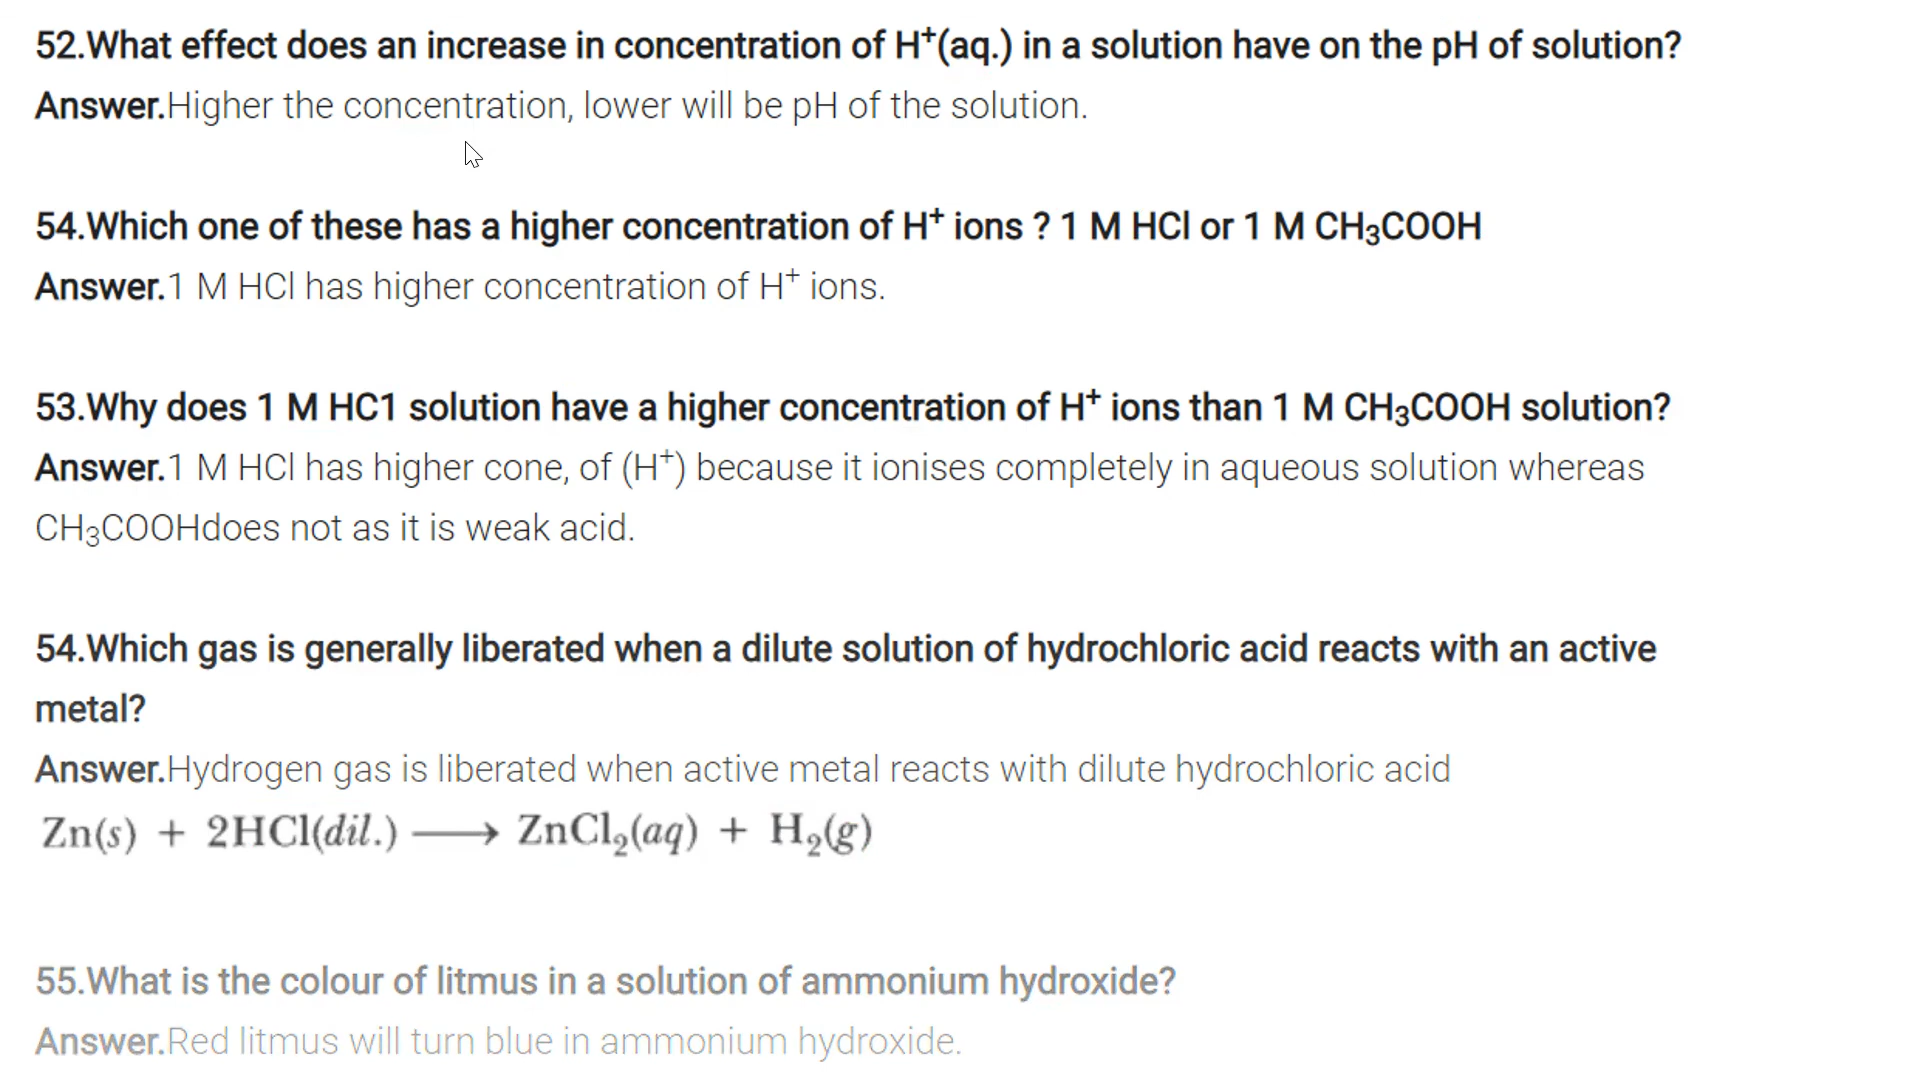 52.What effect does an increase in concentration of H⁺(aq.) in a solution have on the pH of solution?
Answer.Higher the concentration, lower will be pH of the solution.
54.Which one of these has a higher concentration of H⁺ ions ? 1 M HCl or 1 M CH₃COOH
Answer.1 M HCl has higher concentration of H⁺ ions.
53.Why does 1 M HC1 solution have a higher concentration of H⁺ ions than 1 M CH₃COOH solution?
Answer.1 M HCl has higher cone, of (H⁺) because it ionises completely in aqueous solution whereas
CH₃COOHdoes not as it is weak acid.
54.Which gas is generally liberated when a dilute solution of hydrochloric acid reacts with an active
metal?
Answer.Hydrogen gas is liberated when active metal reacts with dilute hydrochloric acid
Zn(s) + 2HCl(dil.) ⟶ ZnCl₂(aq) + H₂(g)
55.What is the colour of litmus in a solution of ammonium hydroxide?
Answer.Red litmus will turn blue in ammonium hydroxide.